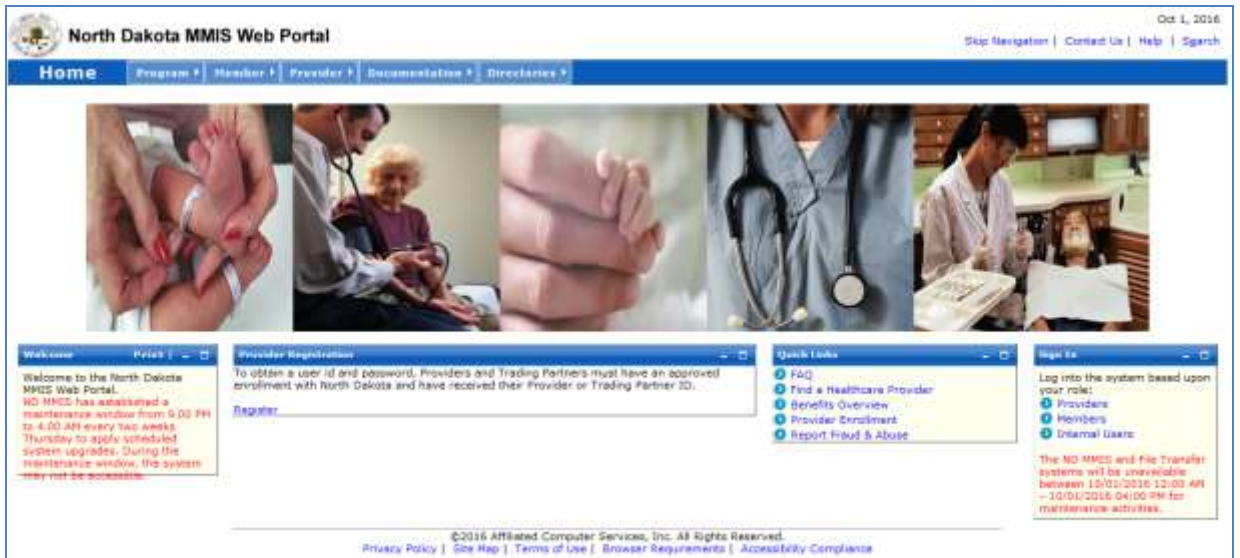 Oct 1, 2016
North Dakota MMIS Web Portal
Skip Navigation | Contact Us | Help | Search
Home Program Member Provider Documentation Directories
Welcome Print | 
Welcome to the North Dakota
MMIS Web Portal.
ND MMIS has established a
maintenance window from 9:00 PM
to 4:00 AM every two weeks
Thursday to apply scheduled
system upgrades. During the
maintenance window, the system
may not be accessible.
Provider Registration
To obtain a user id and password, Providers and Trading Partners must have an approved
enrollment with North Dakota and have received their Provider or Trading Partner ID.
Register
Quick Links
FAQ
Find a Healthcare Provider
Benefits Overview
Provider Enrollment
Report Fraud & Abuse
Sign In
Log into the system based upon
your role:
Providers
Members
Internal Users
The ND MMIS and File Transfer
systems will be unavailable
between 10/01/2016 12:00 AM
- 10/01/2016 04:00 PM for
maintenance activities.
©2016 Affiliated Computer Services, Inc. All Rights Reserved.
Privacy Policy | Site Map | Terms of Use | Browser Requirements | Accessibility Compliance